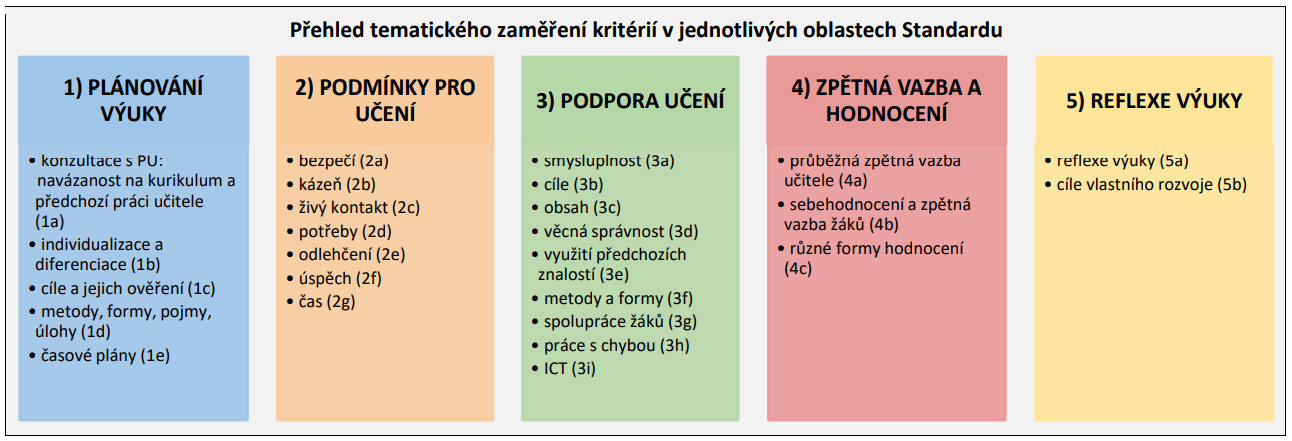 Přehled tematického zaměření kritérií v jednotlivých oblastech Standardu
1) PLÁNOVÁNÍ
VÝUKY
• konzultace s PU:
navázanost na kurikulum a
předchozí práci učitele
(1a)
• individualizace a
diferenciace (1b)
• cíle a jejich ověření (1c)
• metody, formy, pojmy,
úlohy (1d)
• časové plány (1e)
2) PODMÍNKY PRO
UČENÍ
• bezpečí (2a)
• kázeň (2b)
• živý kontakt (2c)
• potřeby (2d)
• odlehčení (2e)
• úspěch (2f)
• čas (2g)
3) PODPORA UČENÍ
• smysluplnost (3a)
• cíle (3b)
• obsah (3c)
• věcná správnost (3d)
• využití předchozích
znalostí (3e)
• metody a formy (3f)
• spolupráce žáků (3g)
• práce s chybou (3h)
• ICT (3i)
4) ZPĚTNÁ VAZBA A
HODNOCENÍ
• průběžná zpětná vazba
učitele (4a)
• sebehodnocení a zpětná
vazba žáků (4b)
• různé formy hodnocení
(4c)
5) REFLEXE VÝUKY
• reflexe výuky (5a)
• cíle vlastního rozvoje (5b)